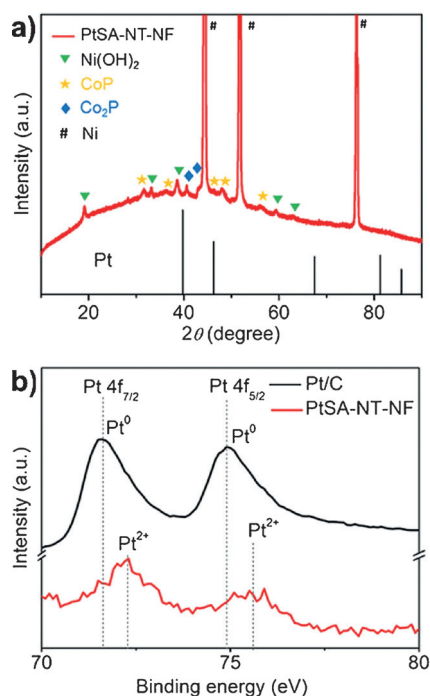 a)
PtSA-NT-NF
Ni(OH)₂
CoP
Co₂P
# Ni
# # #
Pt
Intensity (a.u.)
20 40 60 80
2θ (degree)
b)
Pt 4f₇/₂ Pt 4f₅/₂
Pt/C
PtSA-NT-NF
Pt⁰ Pt⁰
Pt²⁺ Pt²⁺
Intensity (a.u.)
70 75 80
Binding energy (eV)